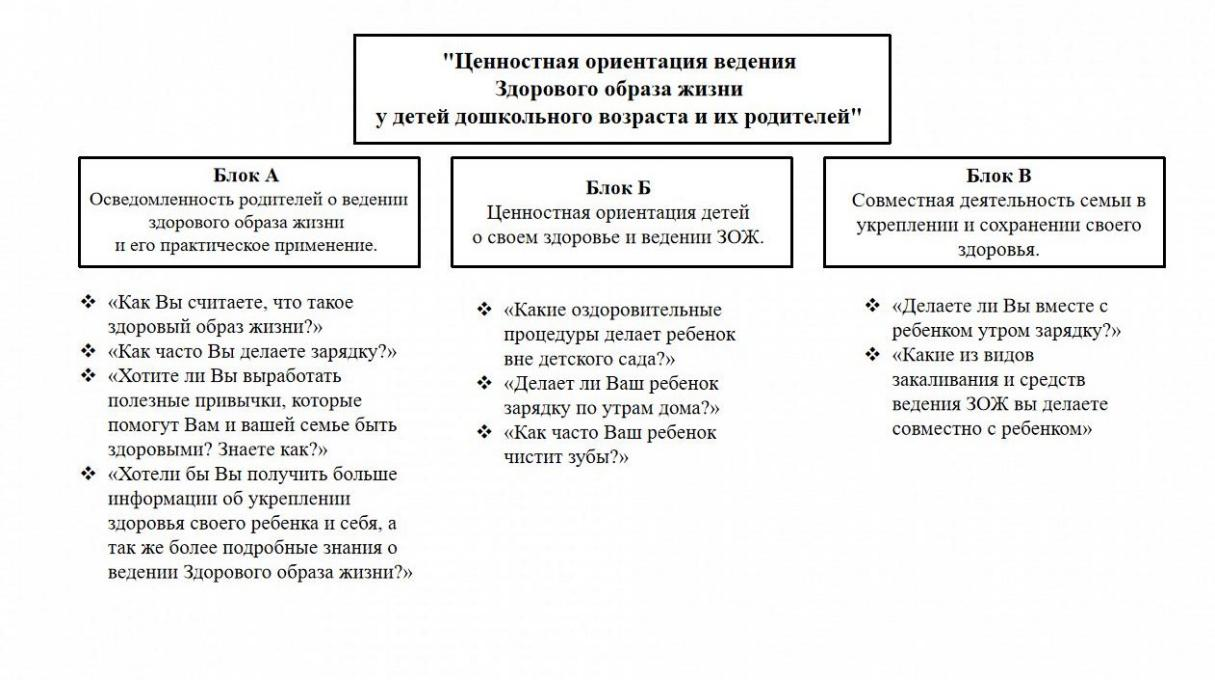 "Ценностная ориентация ведения
Здорового образа жизни
у детей дошкольного возраста и их родителей"
Блок А
Осведомленность родителей о ведении
здорового образа жизни
и его практическое применение.
❖ «Как Вы считаете, что такое
здоровый образ жизни?»
❖ «Как часто Вы делаете зарядку?»
❖ «Хотите ли Вы выработать
полезные привычки, которые
помогут Вам и вашей семье быть
здоровыми? Знаете как?»
❖ «Хотели бы Вы получить больше
информации об укреплении
здоровья своего ребенка и себя, а
так же более подробные знания о
ведении Здорового образа жизни?»
Блок Б
Ценностная ориентация детей
о своем здоровье и ведении ЗОЖ.
❖ «Какие оздоровительные
процедуры делает ребенок
вне детского сада?»
❖ «Делает ли Ваш ребенок
зарядку по утрам дома?»
❖ «Как часто Ваш ребенок
чистит зубы?»
Блок В
Совместная деятельность семьи в
укреплении и сохранении своего
здоровья.
❖ «Делаете ли Вы вместе с
ребенком утром зарядку?»
❖ «Какие из видов
закаливания и средств
ведения ЗОЖ вы делаете
совместно с ребенком»